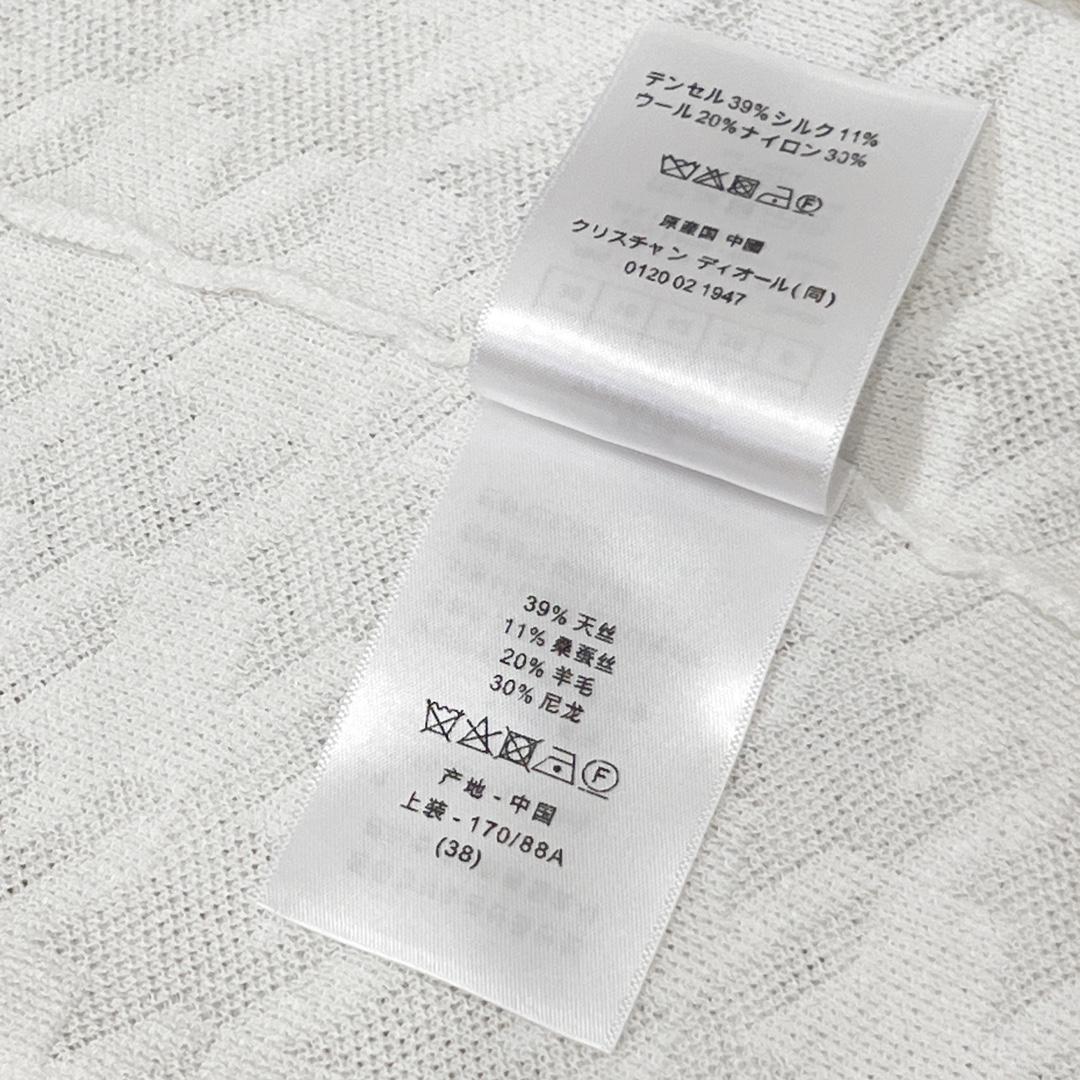 テンセル 39% シルク 11%
ウール 20% ナイロン 30%
F
原産国 中國
クリスチャン ディオール(同)
0120 02 1947
39% 天丝
11% 桑蚕丝
20% 羊毛
30% 尼龙
F
产地 - 中国
上装 - 170/88A
(38)